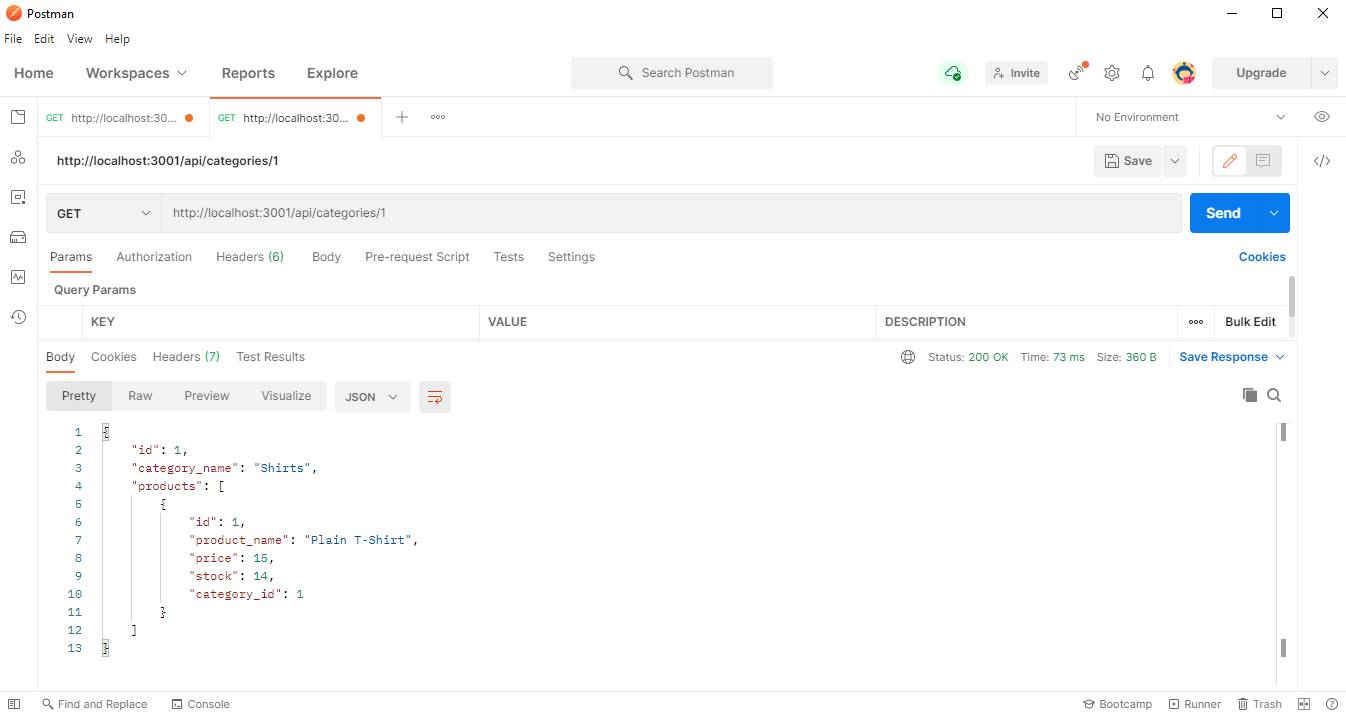 Postman
File Edit View Help
Home Workspaces Reports Explore Search Postman Invite Upgrade
GET http://localhost:30... GET http://localhost:30... No Environment
http://localhost:3001/api/categories/1 Save
GET http://localhost:3001/api/categories/1 Send
Params Authorization Headers (6) Body Pre-request Script Tests Settings Cookies
Query Params
KEY VALUE DESCRIPTION Bulk Edit
Body Cookies Headers (7) Test Results Status: 200 OK Time: 73 ms Size: 360 B Save Response
Pretty Raw Preview Visualize JSON
1 {
2 "id": 1,
3 "category_name": "Shirts",
4 "products": [
5 {
6 "id": 1,
7 "product_name": "Plain T-Shirt",
8 "price": 15,
9 "stock": 14,
10 "category_id": 1
11 }
12 ]
13 }
Find and Replace Console Bootcamp Runner Trash